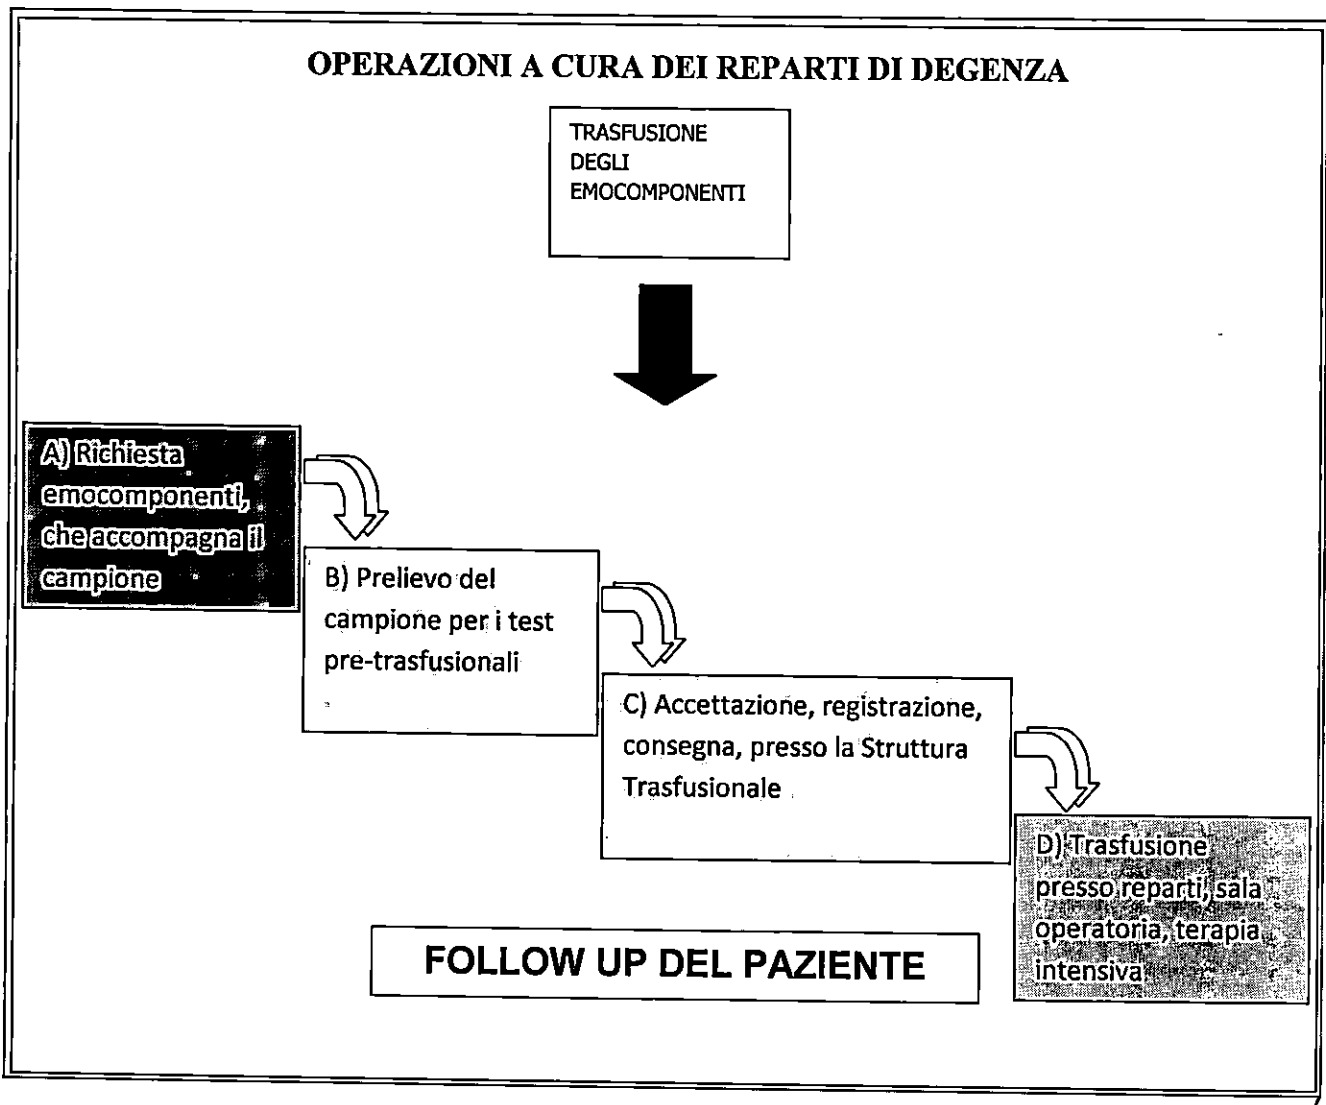 OPERAZIONI A CURA DEI REPARTI DI DEGENZA
TRASFUSIONE
DEGLI
EMOCOMPONENTI
A) Richiesta
emocomponenti,
che accompagna il
campione
B) Prelievo del
campione per i test
pre-trasfusionali
C) Accettazione, registrazione,
consegna, presso la Struttura
Trasfusionale
D) Trasfusione
presso reparti, sala
operatoria, terapia
intensiva
FOLLOW UP DEL PAZIENTE